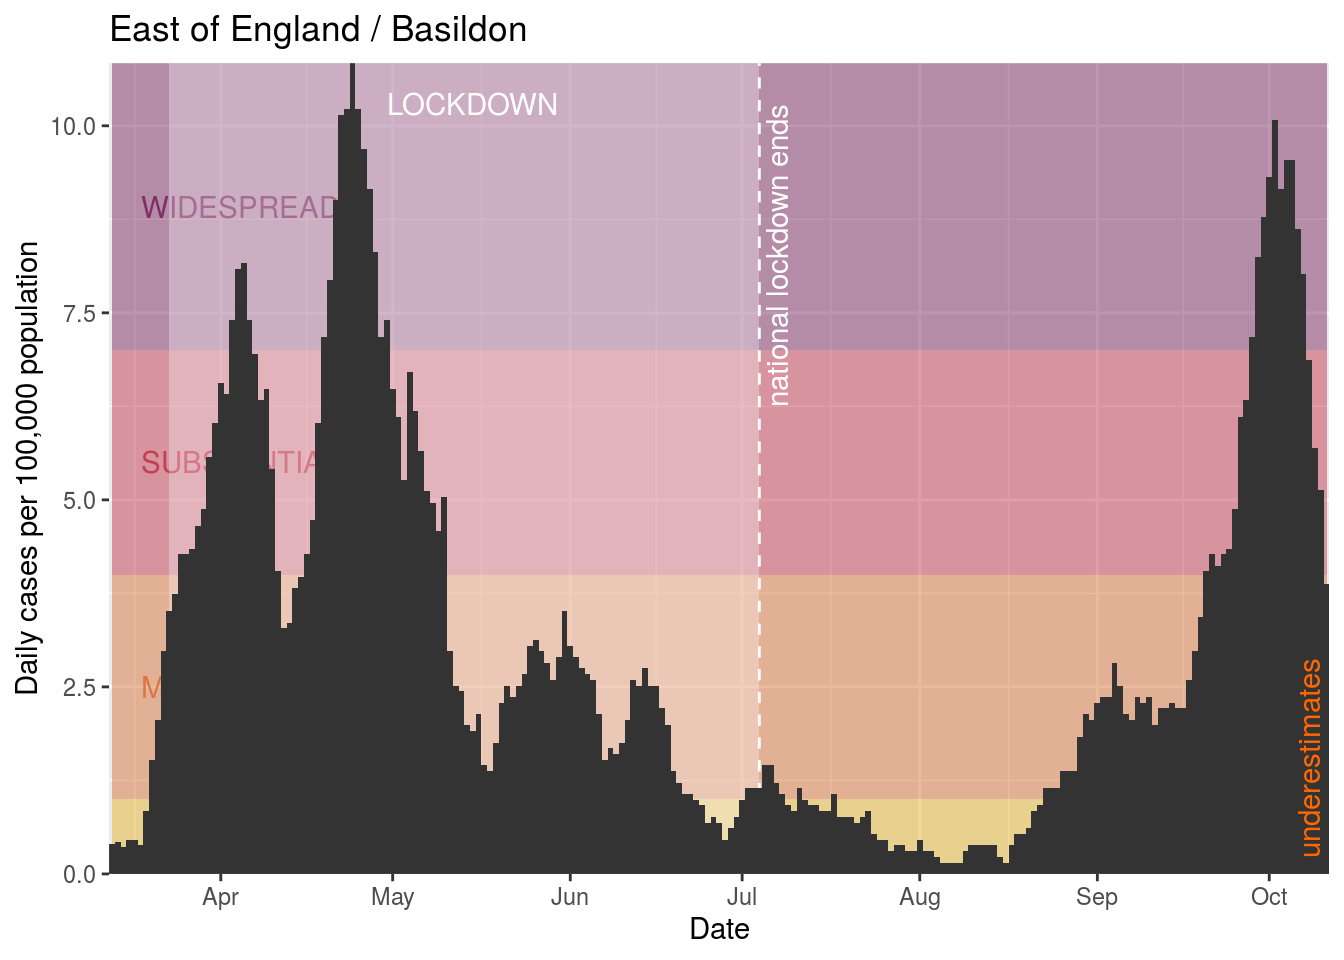 East of England / Basildon
LOCKDOWN
WIDESPREAD
national lockdown ends
underestimates
10.0
7.5
5.0
2.5
0.0
Daily cases per 100,000 population
Apr
May
Jun
Jul
Aug
Sep
Oct
Date